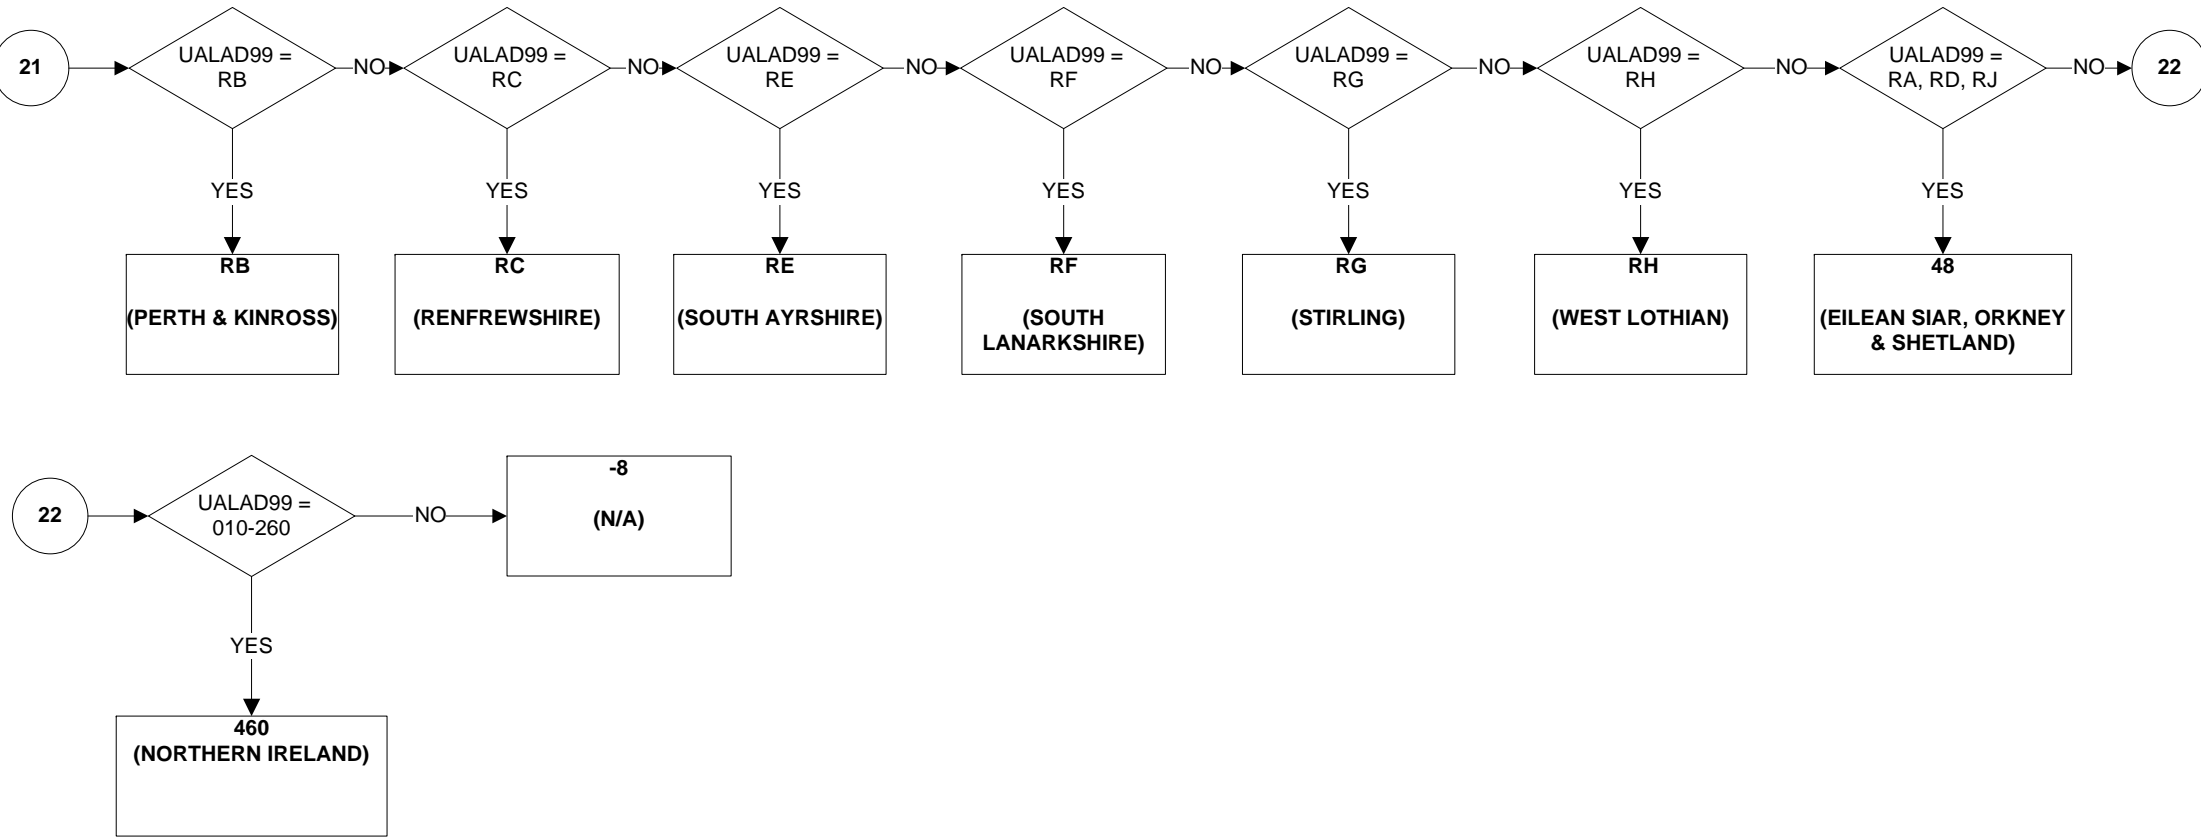 21
UALAD99 =
RB
NO
UALAD99 =
RC
NO
UALAD99 =
RE
NO
UALAD99 =
RF
NO
UALAD99 =
RG
NO
UALAD99 =
RH
NO
UALAD99 =
RA, RD, RJ
NO
22
YES
YES
YES
YES
YES
YES
YES
RB
(PERTH & KINROSS)
RC
(RENFREWSHIRE)
RE
(SOUTH AYRSHIRE)
RF
(SOUTH
LANARKSHIRE)
RG
(STIRLING)
RH
(WEST LOTHIAN)
48
(EILEAN SIAR, ORKNEY
& SHETLAND)
22
UALAD99 =
010-260
NO
-8
(N/A)
YES
460
(NORTHERN IRELAND)